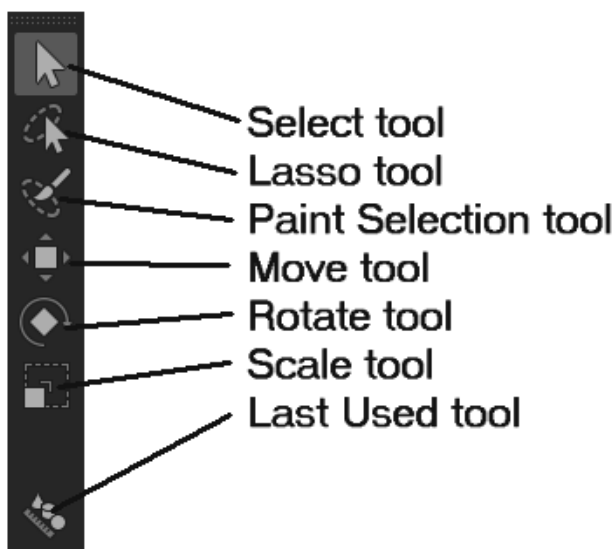 Select tool
Lasso tool
Paint Selection tool
Move tool
Rotate tool
Scale tool
Last Used tool